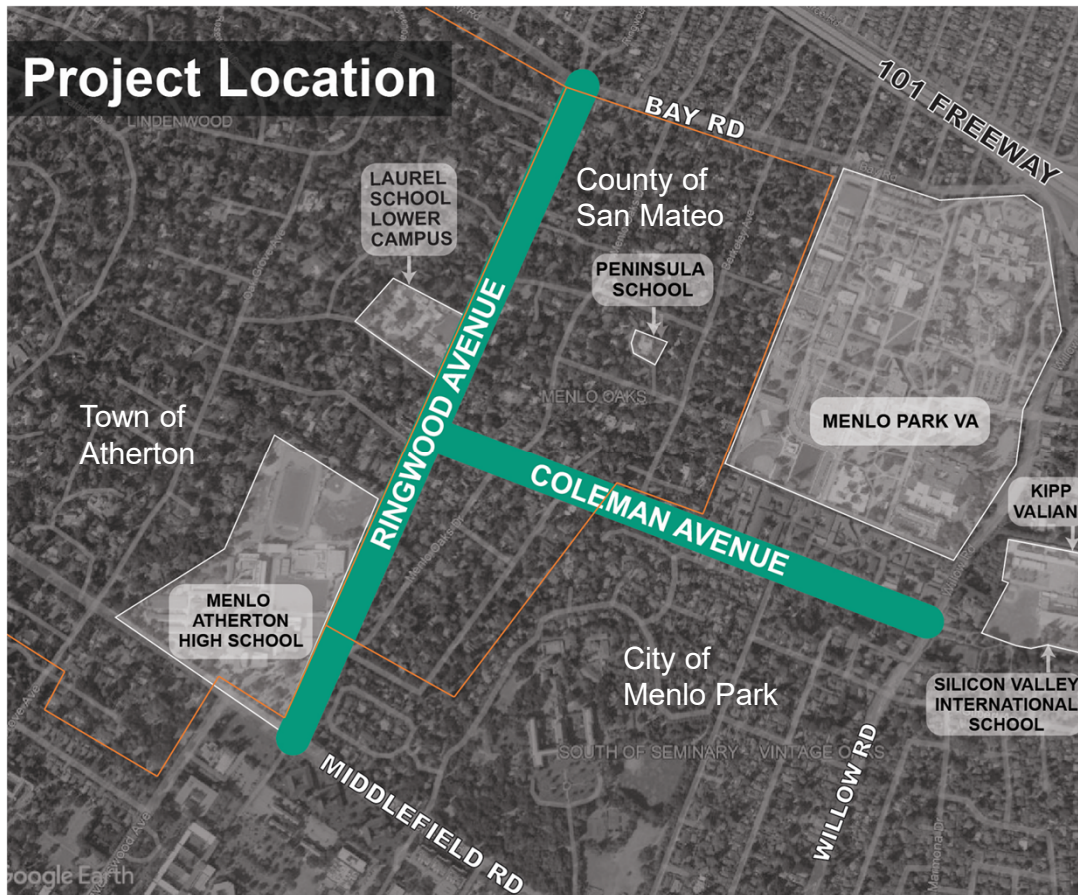 Project Location
LINDENWOOD
101 FREEWAY
BAY RD
LAUREL
SCHOOL
LOWER
CAMPUS
County of
San Mateo
PENINSULA
SCHOOL
RINGWOOD AVENUE
MENLO OAKS
Town of
Atherton
MENLO PARK VA
COLEMAN AVENUE
KIPP
VALIAN
MENLO
ATHERTON
HIGH SCHOOL
City of
Menlo Park
SILICON VALLEY
INTERNATIONAL
SCHOOL
SOUTH OF SEMINARY - VINTAGE OAKS
WILLOW RD
MIDDLEFIELD RD
oogle Earth